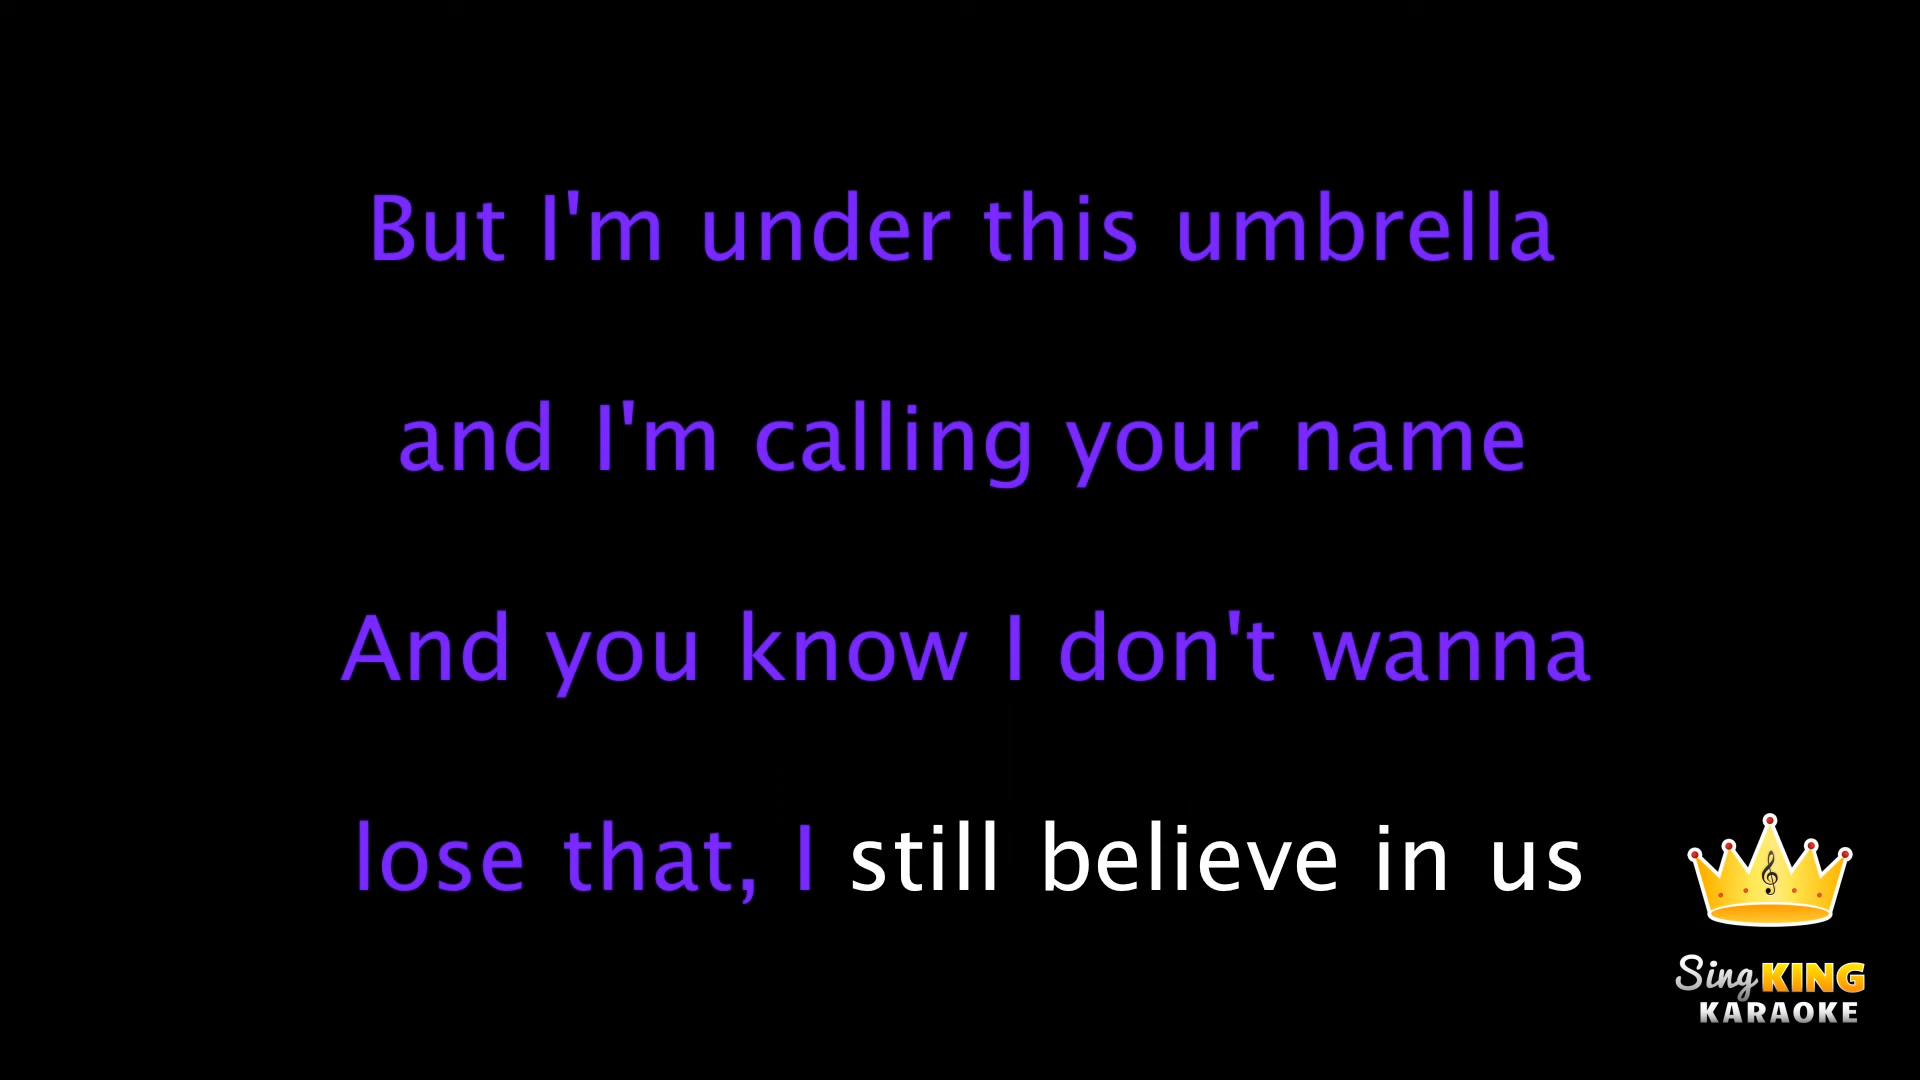 But I'm under this umbrella
and I'm calling your name
And you know I don't wanna
lose that, I still believe in us
Sing KING
KARAOKE